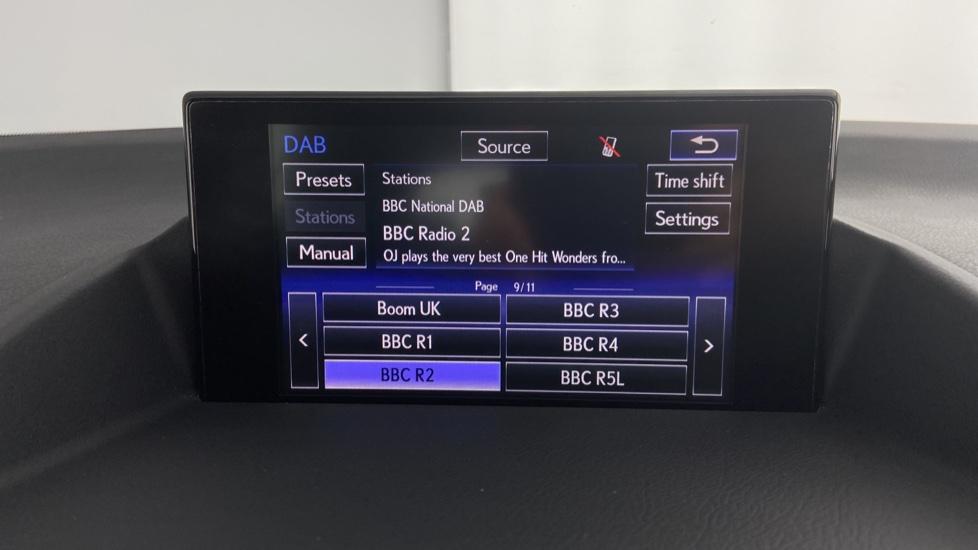 DAB
Source
Presets
Stations
Time shift
Stations
BBC National DAB
Settings
BBC Radio 2
Manual
OJ plays the very best One Hit Wonders fro...
Page 9/11
Boom UK
BBC R3
<
BBC R1
BBC R4
>
BBC R2
BBC R5L